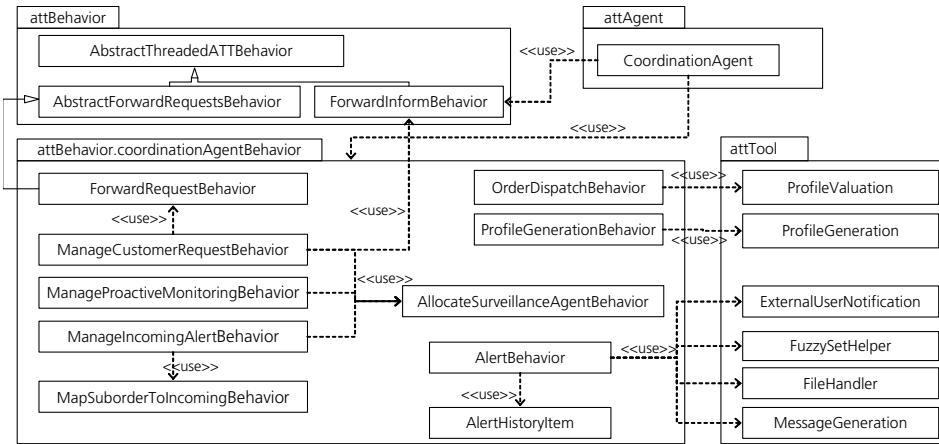 attBehavior
attAgent
AbstractThreadedATTBehavior
<<use>>
CoordinationAgent
AbstractForwardRequestsBehavior
ForwardInformBehavior
<<use>>
attBehavior.coordinationAgentBehavior
attTool
ForwardRequestBehavior
OrderDispatchBehavior
<<use>>
ProfileValuation
<<use>>
<<use>>
ProfileGenerationBehavior
<<use>>
ProfileGeneration
ManageCustomerRequestBehavior
<<use>>
ManageProactiveMonitoringBehavior
AllocateSurveillanceAgentBehavior
ExternalUserNotification
ManageIncomingAlertBehavior
AlertBehavior
<<use>>
FuzzySetHelper
<<use>>
FileHandler
MapSuborderToIncomingBehavior
<<use>>
AlertHistoryItem
MessageGeneration